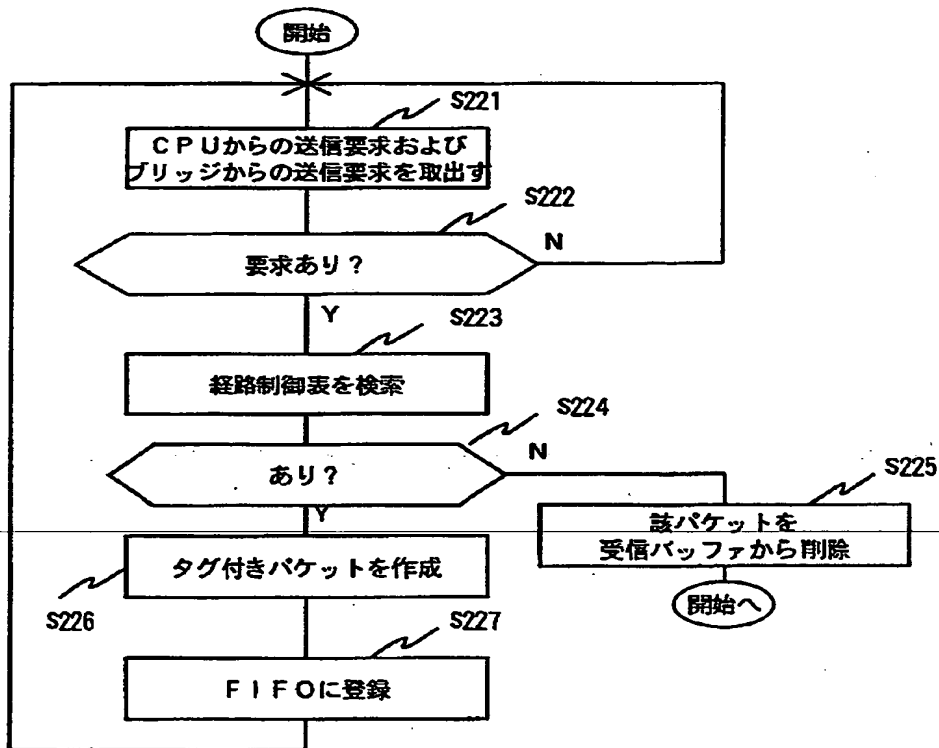 開始
S221
CPUからの送信要求および
ブリッジからの送信要求を取出す
S222
要求あり?
N
Y
S223
経路制御表を検索
S224
あり?
N
Y
S225
該パケットを
受信バッファから削除
開始へ
タグ付きパケットを作成
S226
S227
FIFOに登録